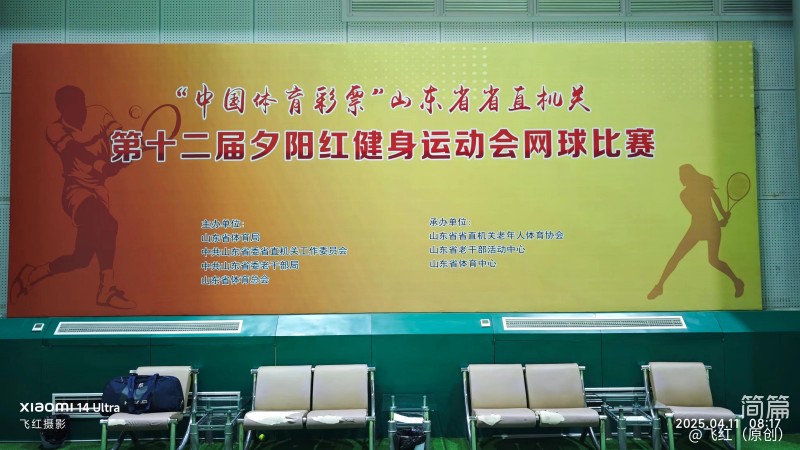 “中国体育彩票”山东省省直机关
第十二届夕阳红健身运动会网球比赛
主办单位:
山东省体育局
中共山东省委省直机关工作委员会
中共山东省委老干部局
山东省体育总会
承办单位:
山东省省直机关老年人体育协会
山东省老干部活动中心
山东省体育中心
XIAOMI 14 Ultra
飞红摄影
简篇
2025.04.11 08:17
@飞红（原创）